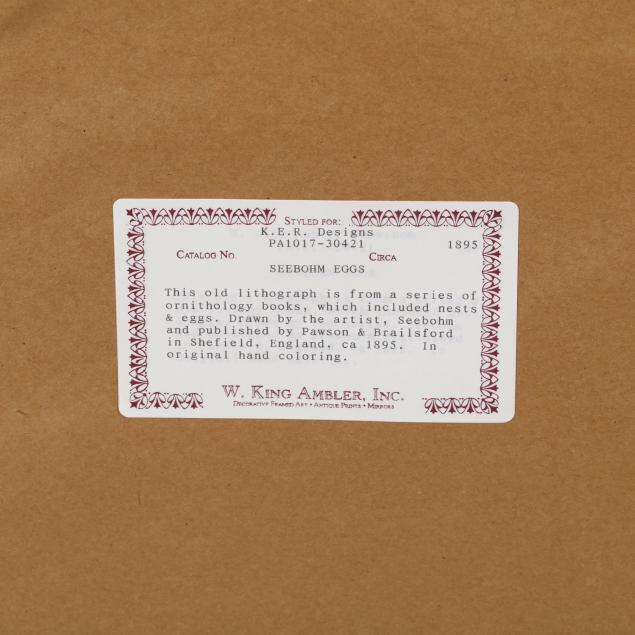 STYLED FOR:
K.E.R. Designs
PA1017-30421 1895
CATALOG NO. CIRCA
SEEBOHM EGGS
This old lithograph is from a series of
ornithology books, which included nests
& eggs. Drawn by the artist, Seebohm
and published by Pawson & Brailsford
in Shefield, England, ca 1895. In
original hand coloring.
W. KING AMBLER, INC.
DECORATIVE FRAMED ART • ANTIQUE PRINTS • MIRRORS